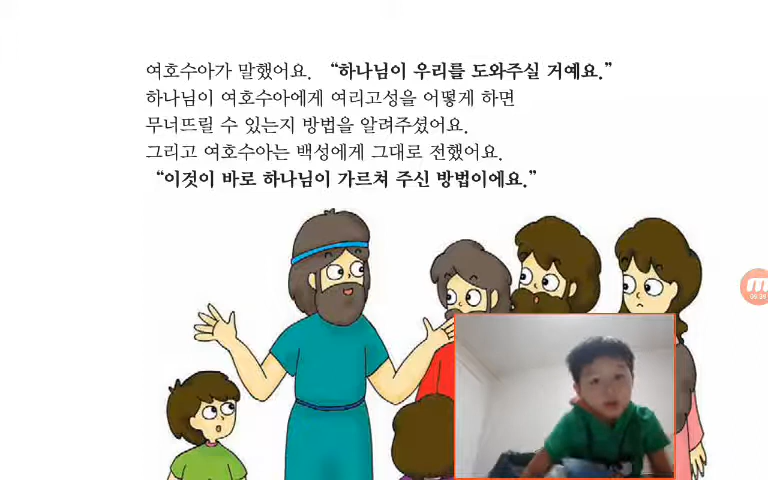 여호수아가 말했어요. “하나님이 우리를 도와주실 거예요.”
하나님이 여호수아에게 여리고성을 어떻게 하면
무너뜨릴 수 있는지 방법을 알려주셨어요.
그리고 여호수아는 백성에게 그대로 전했어요.
“이것이 바로 하나님이 가르쳐 주신 방법이에요.”